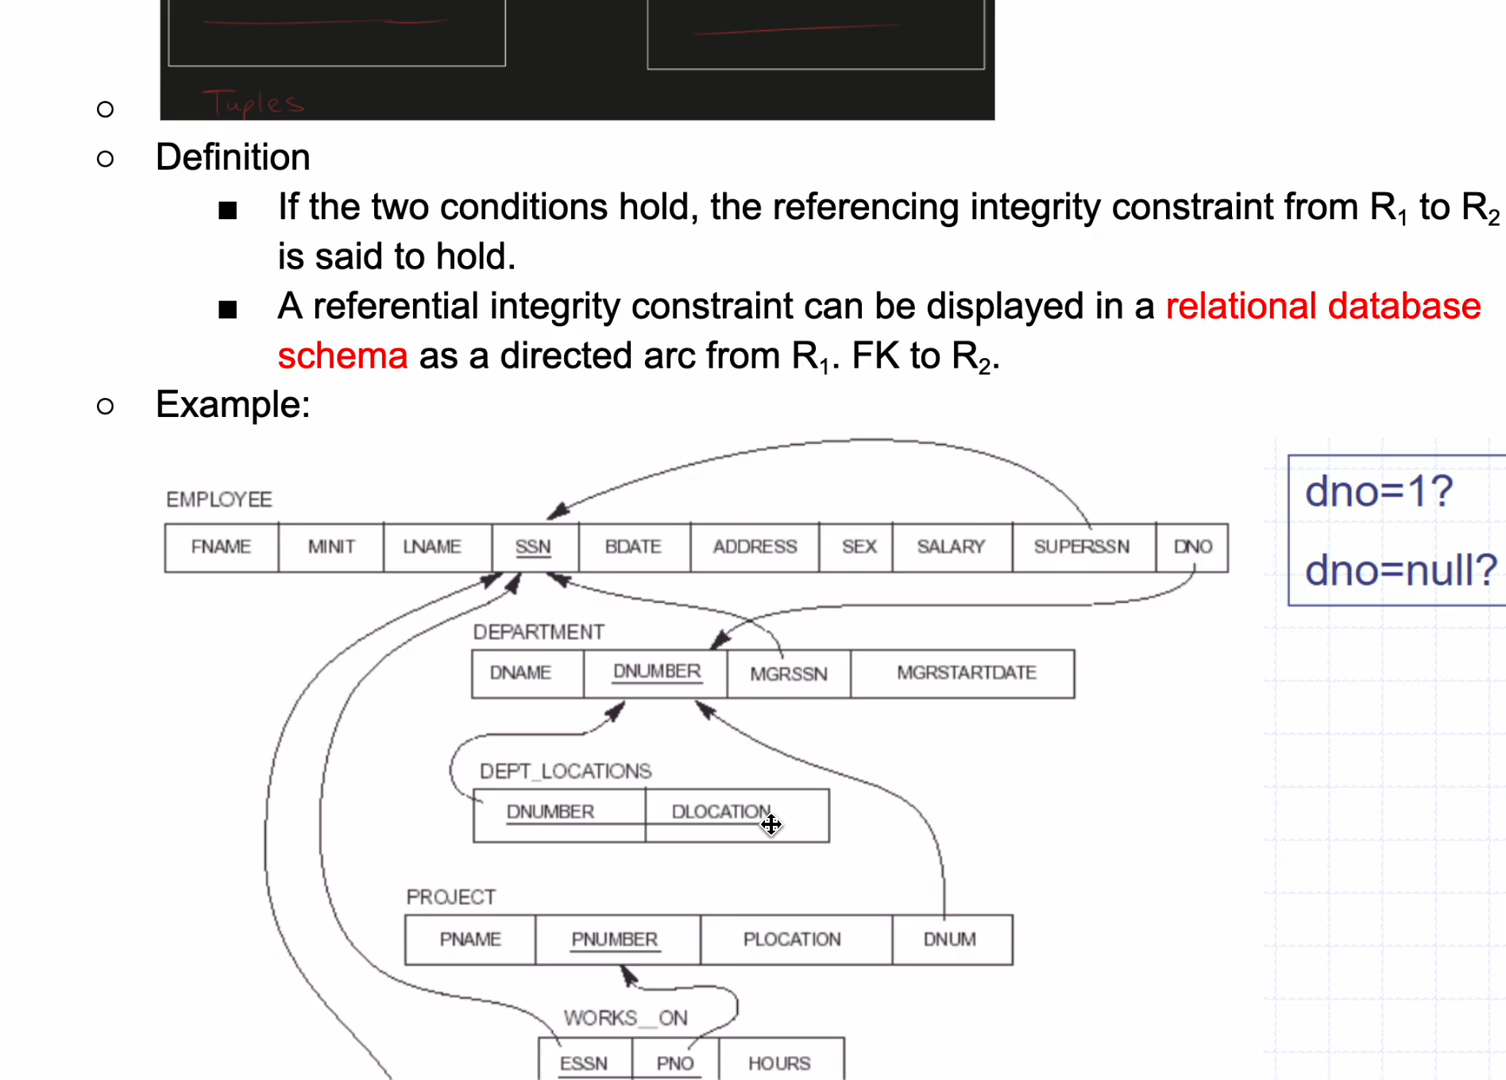 Tuples
Definition
If the two conditions hold, the referencing integrity constraint from R₁ to R₂
is said to hold.
A referential integrity constraint can be displayed in a relational database
schema as a directed arc from R₁. FK to R₂.
Example:
EMPLOYEE
FNAME MINIT LNAME SSN BDATE ADDRESS SEX SALARY SUPERSSN DNO
dno=1?
dno=null?
DEPARTMENT
DNAME DNUMBER MGRSSN MGRSTARTDATE
DEPT_LOCATIONS
DNUMBER DLOCATION
PROJECT
PNAME PNUMBER PLOCATION DNUM
WORKS_ON
ESSN PNO HOURS